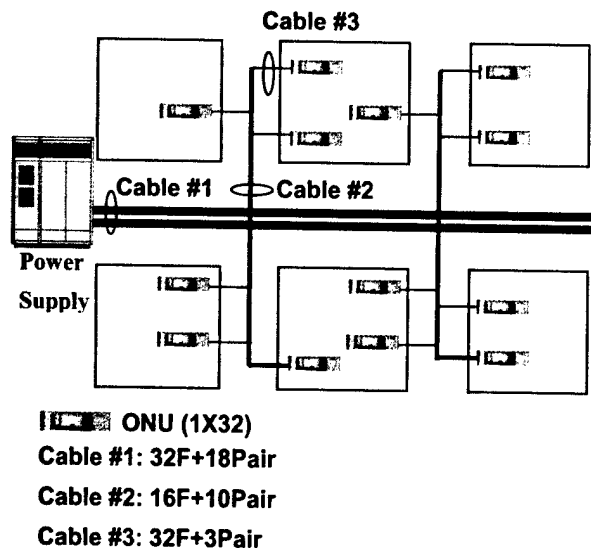 Cable #3
Cable #1
Cable #2
Power
Supply
ONU (1X32)
Cable #1: 32F+18Pair
Cable #2: 16F+10Pair
Cable #3: 32F+3Pair